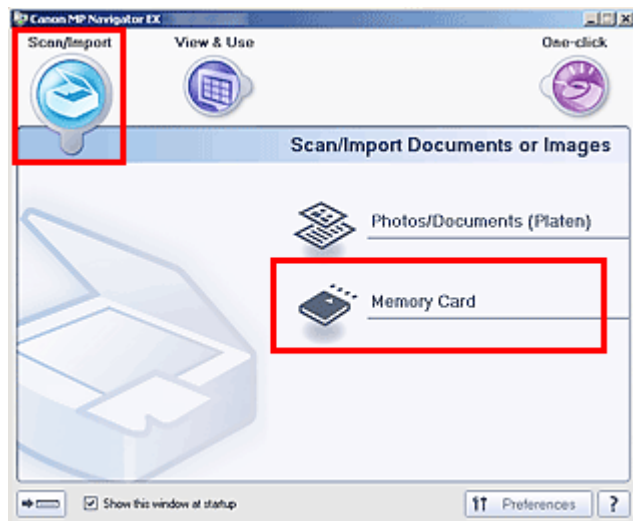 Canon MP Navigator EX
Scan/Import View & Use One-click
Scan/Import Documents or Images
Photos/Documents (Platen)
Memory Card
Show this window at startup Preferences ?